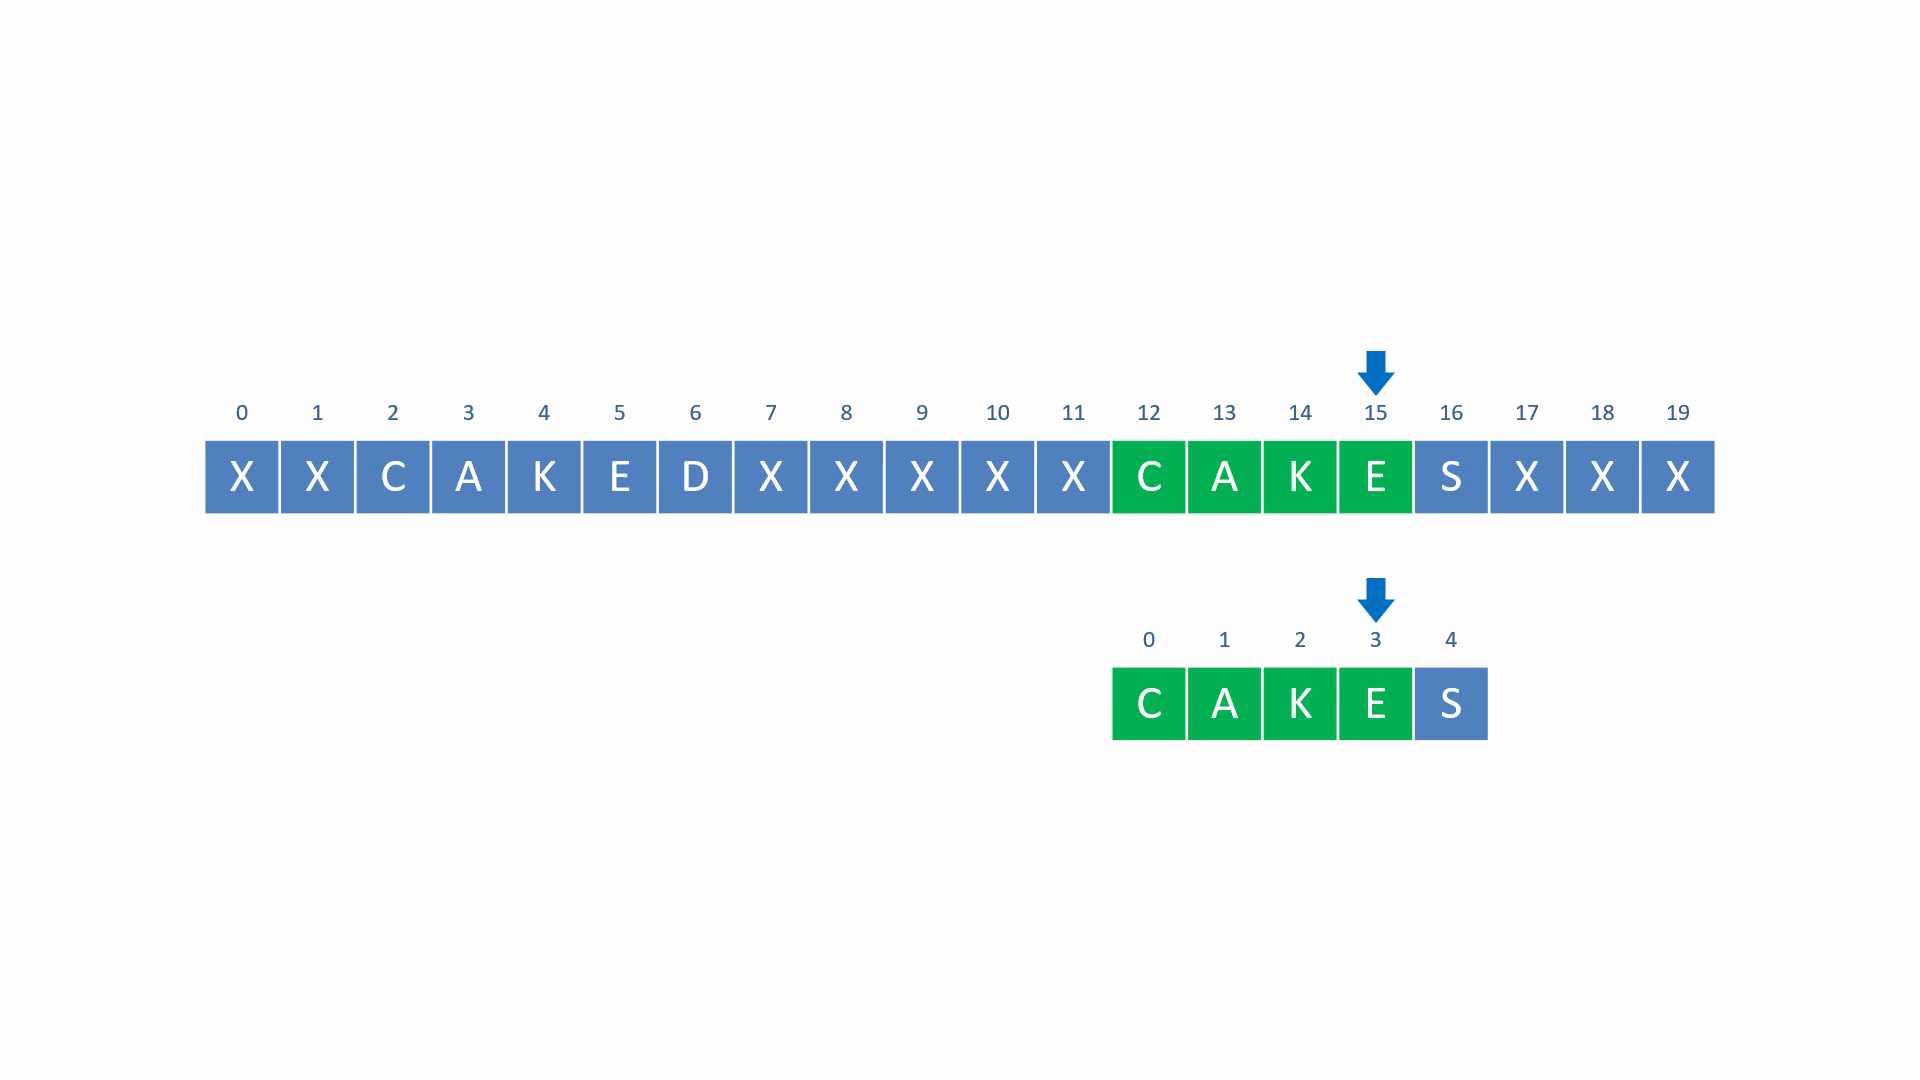 0 1 2 3 4 5 6 7 8 9 10 11 12 13 14 15 16 17 18 19
X X C A K E D X X X X X C A K E S X X X
0 1 2 3 4
C A K E S